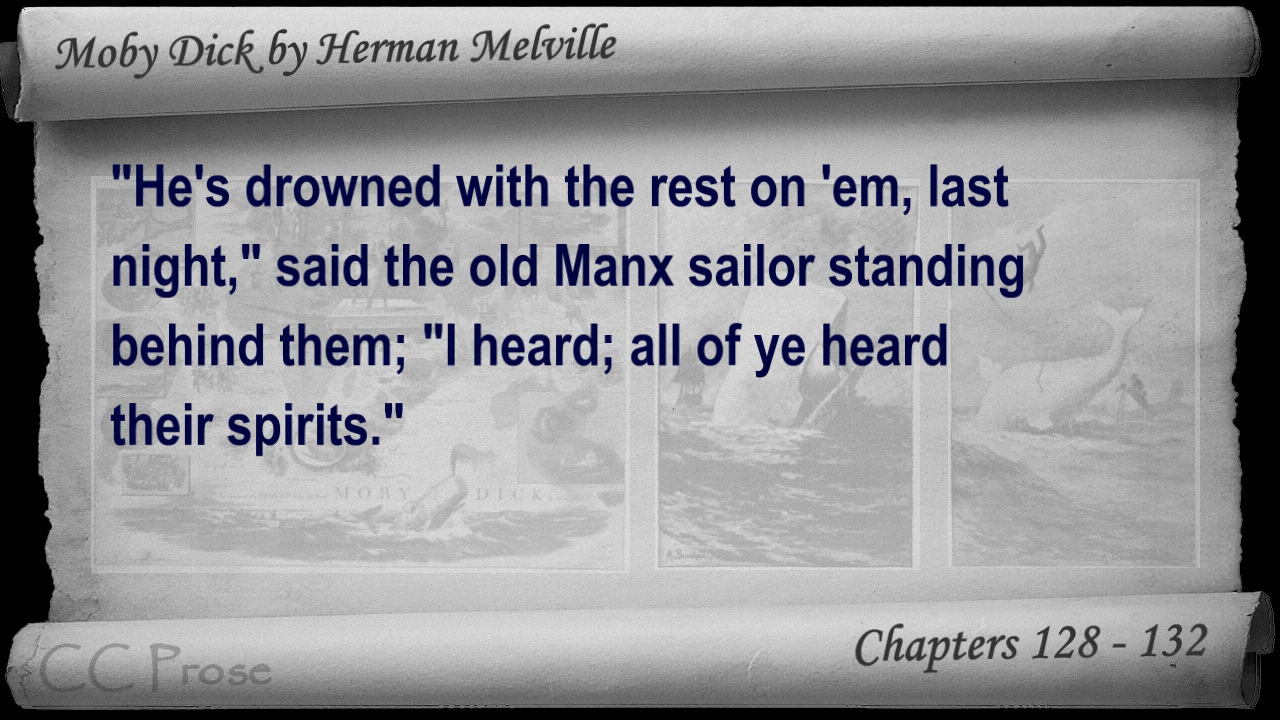 Moby Dick by Herman Melville
"He's drowned with the rest on 'em, last
night," said the old Manx sailor standing
behind them; "I heard; all of ye heard
their spirits."
MOBY DICK
Chapters 128 - 132
CC Prose